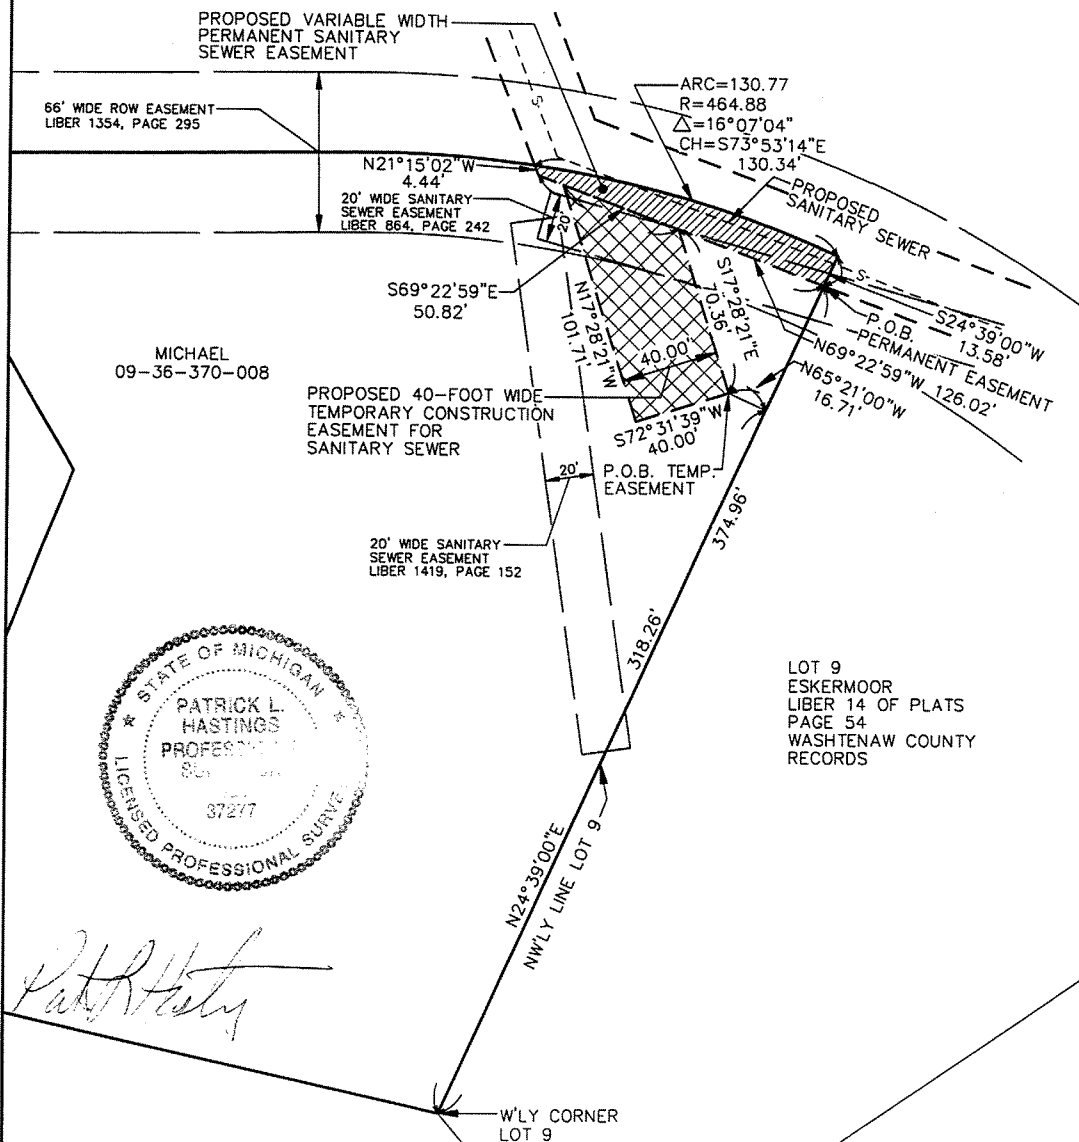 PROPOSED VARIABLE WIDTH
PERMANENT SANITARY
SEWER EASEMENT
66' WIDE ROW EASEMENT
LIBER 1354, PAGE 295
ARC=130.77
R=464.88
△=16°07'04"
CH=S73°53'14"E
130.34'
S
N21°15'02"W
4.44'
20' WIDE SANITARY
SEWER EASEMENT
LIBER 864, PAGE 242
20'
PROPOSED
SANITARY SEWER
S
S69°22'59"E
50.82'
N17°28'21"W
101.71'
S17°28'21"E
70.36'
40.00'
S24°39'00"W
13.58'
P.O.B.
PERMANENT EASEMENT
N69°22'59"W 126.02'
N65°21'00"W
16.71'
MICHAEL
09-36-370-008
PROPOSED 40-FOOT WIDE
TEMPORARY CONSTRUCTION
EASEMENT FOR
SANITARY SEWER
S72°31'39"W
40.00'
P.O.B. TEMP.
EASEMENT
20'
374.96'
20' WIDE SANITARY
SEWER EASEMENT
LIBER 1419, PAGE 152
318.26'
STATE OF MICHIGAN
PATRICK L.
HASTINGS
37277
LICENSED PROFESSIONAL
LOT 9
ESKERMOOR
LIBER 14 OF PLATS
PAGE 54
WASHTENAW COUNTY
RECORDS
N24°39'00"E
NW'LY LINE LOT 9
W'LY CORNER
LOT 9